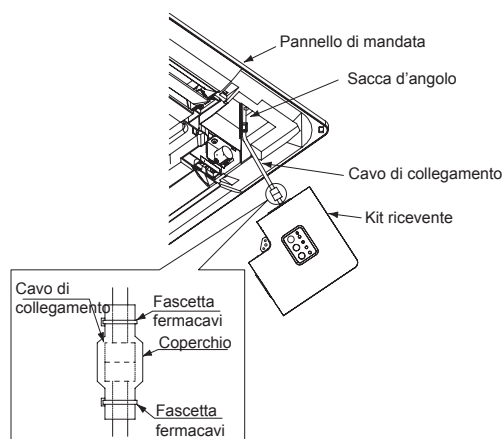 Pannello di mandata
Sacca d'angolo
Cavo di collegamento
Kit ricevente
Cavo di
collegamento
Fascetta
fermacavi
Coperchio
Fascetta
fermacavi